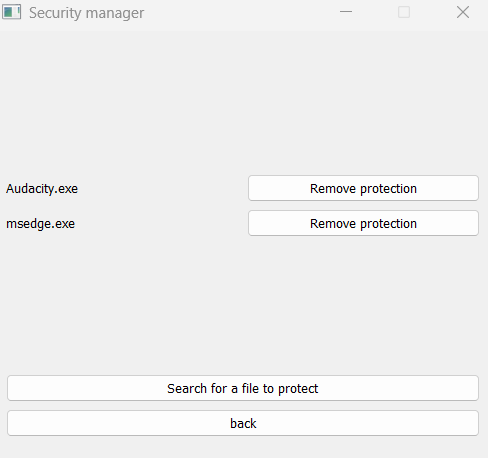 Security manager
Audacity.exe
Remove protection
msedge.exe
Remove protection
Search for a file to protect
back